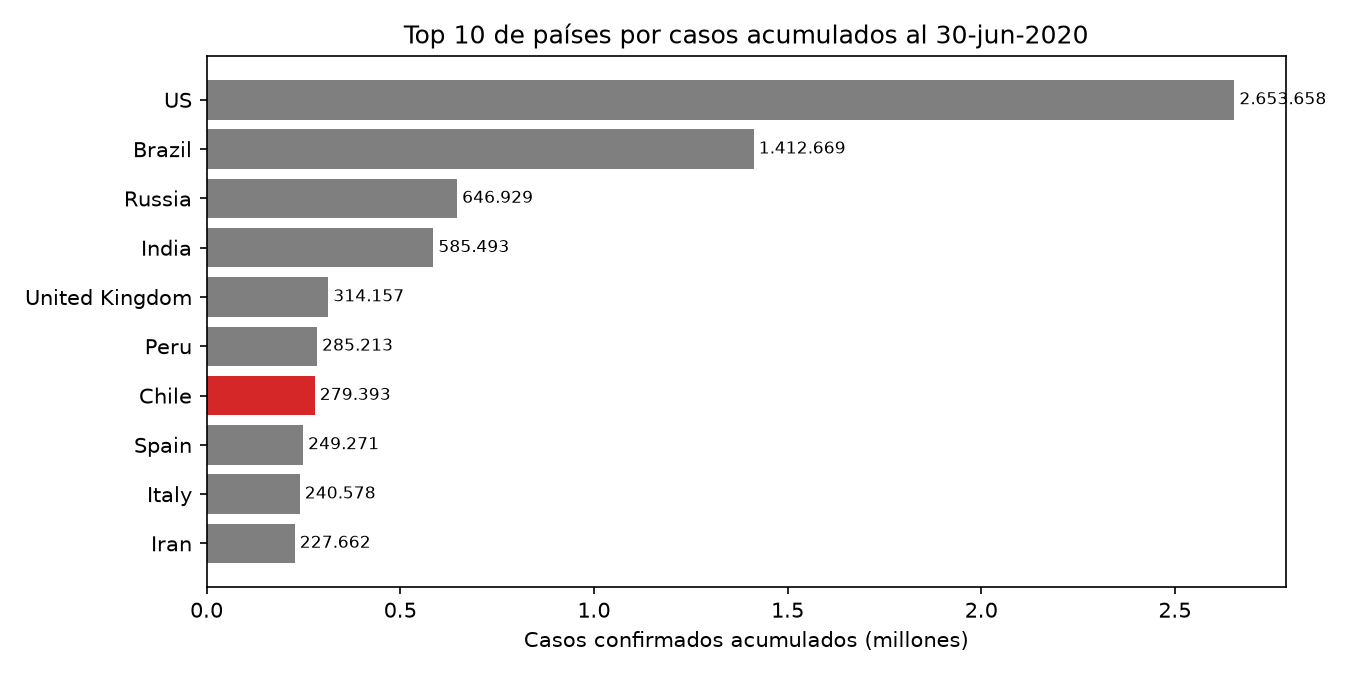 Top 10 de países por casos acumulados al 30-jun-2020
US 2.653.658
Brazil 1.412.669
Russia 646.929
India 585.493
United Kingdom 314.157
Peru 285.213
Chile 279.393
Spain 249.271
Italy 240.578
Iran 227.662
0.0 0.5 1.0 1.5 2.0 2.5
Casos confirmados acumulados (millones)